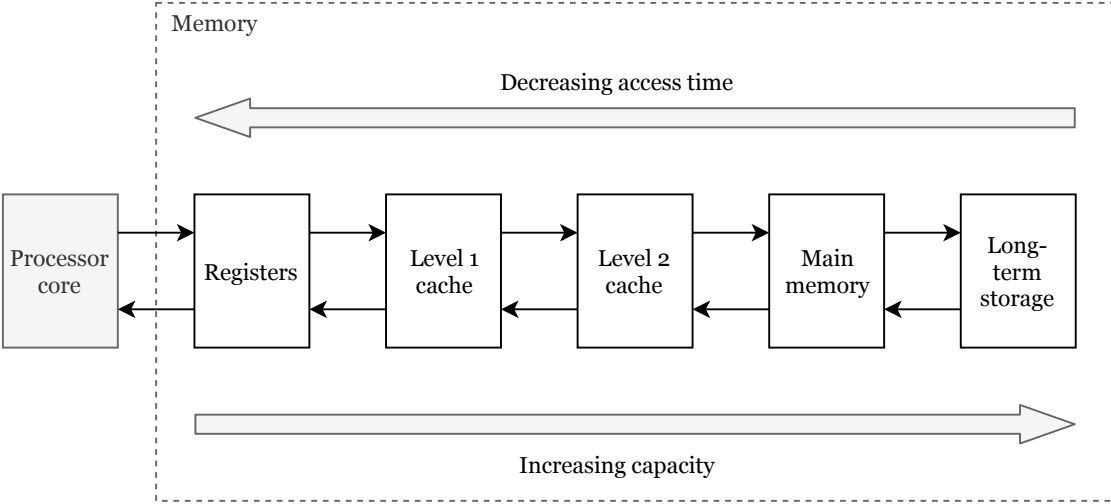 Memory
Decreasing access time
Processor
core
Registers
Level 1
cache
Level 2
cache
Main
memory
Long-
term
storage
Increasing capacity